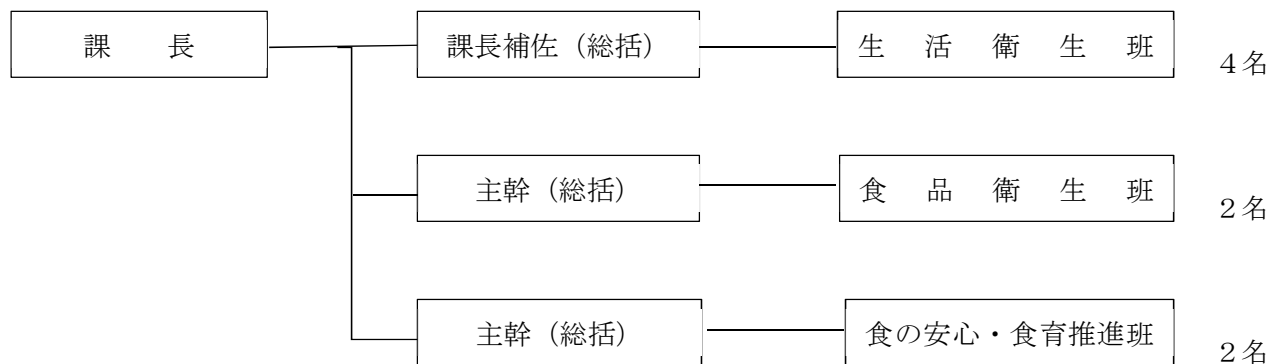 課　　長　課長補佐（総括）　生　活　衛　生　班　４名
主幹（総括）　食　品　衛　生　班　２名
主幹（総括）　食の安心・食育推進班　２名